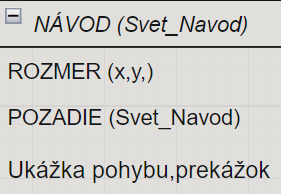 NÁVOD (Svet_Navod)
ROZMER (x,y,)
POZADIE (Svet_Navod)
Ukážka pohybu,prekážok